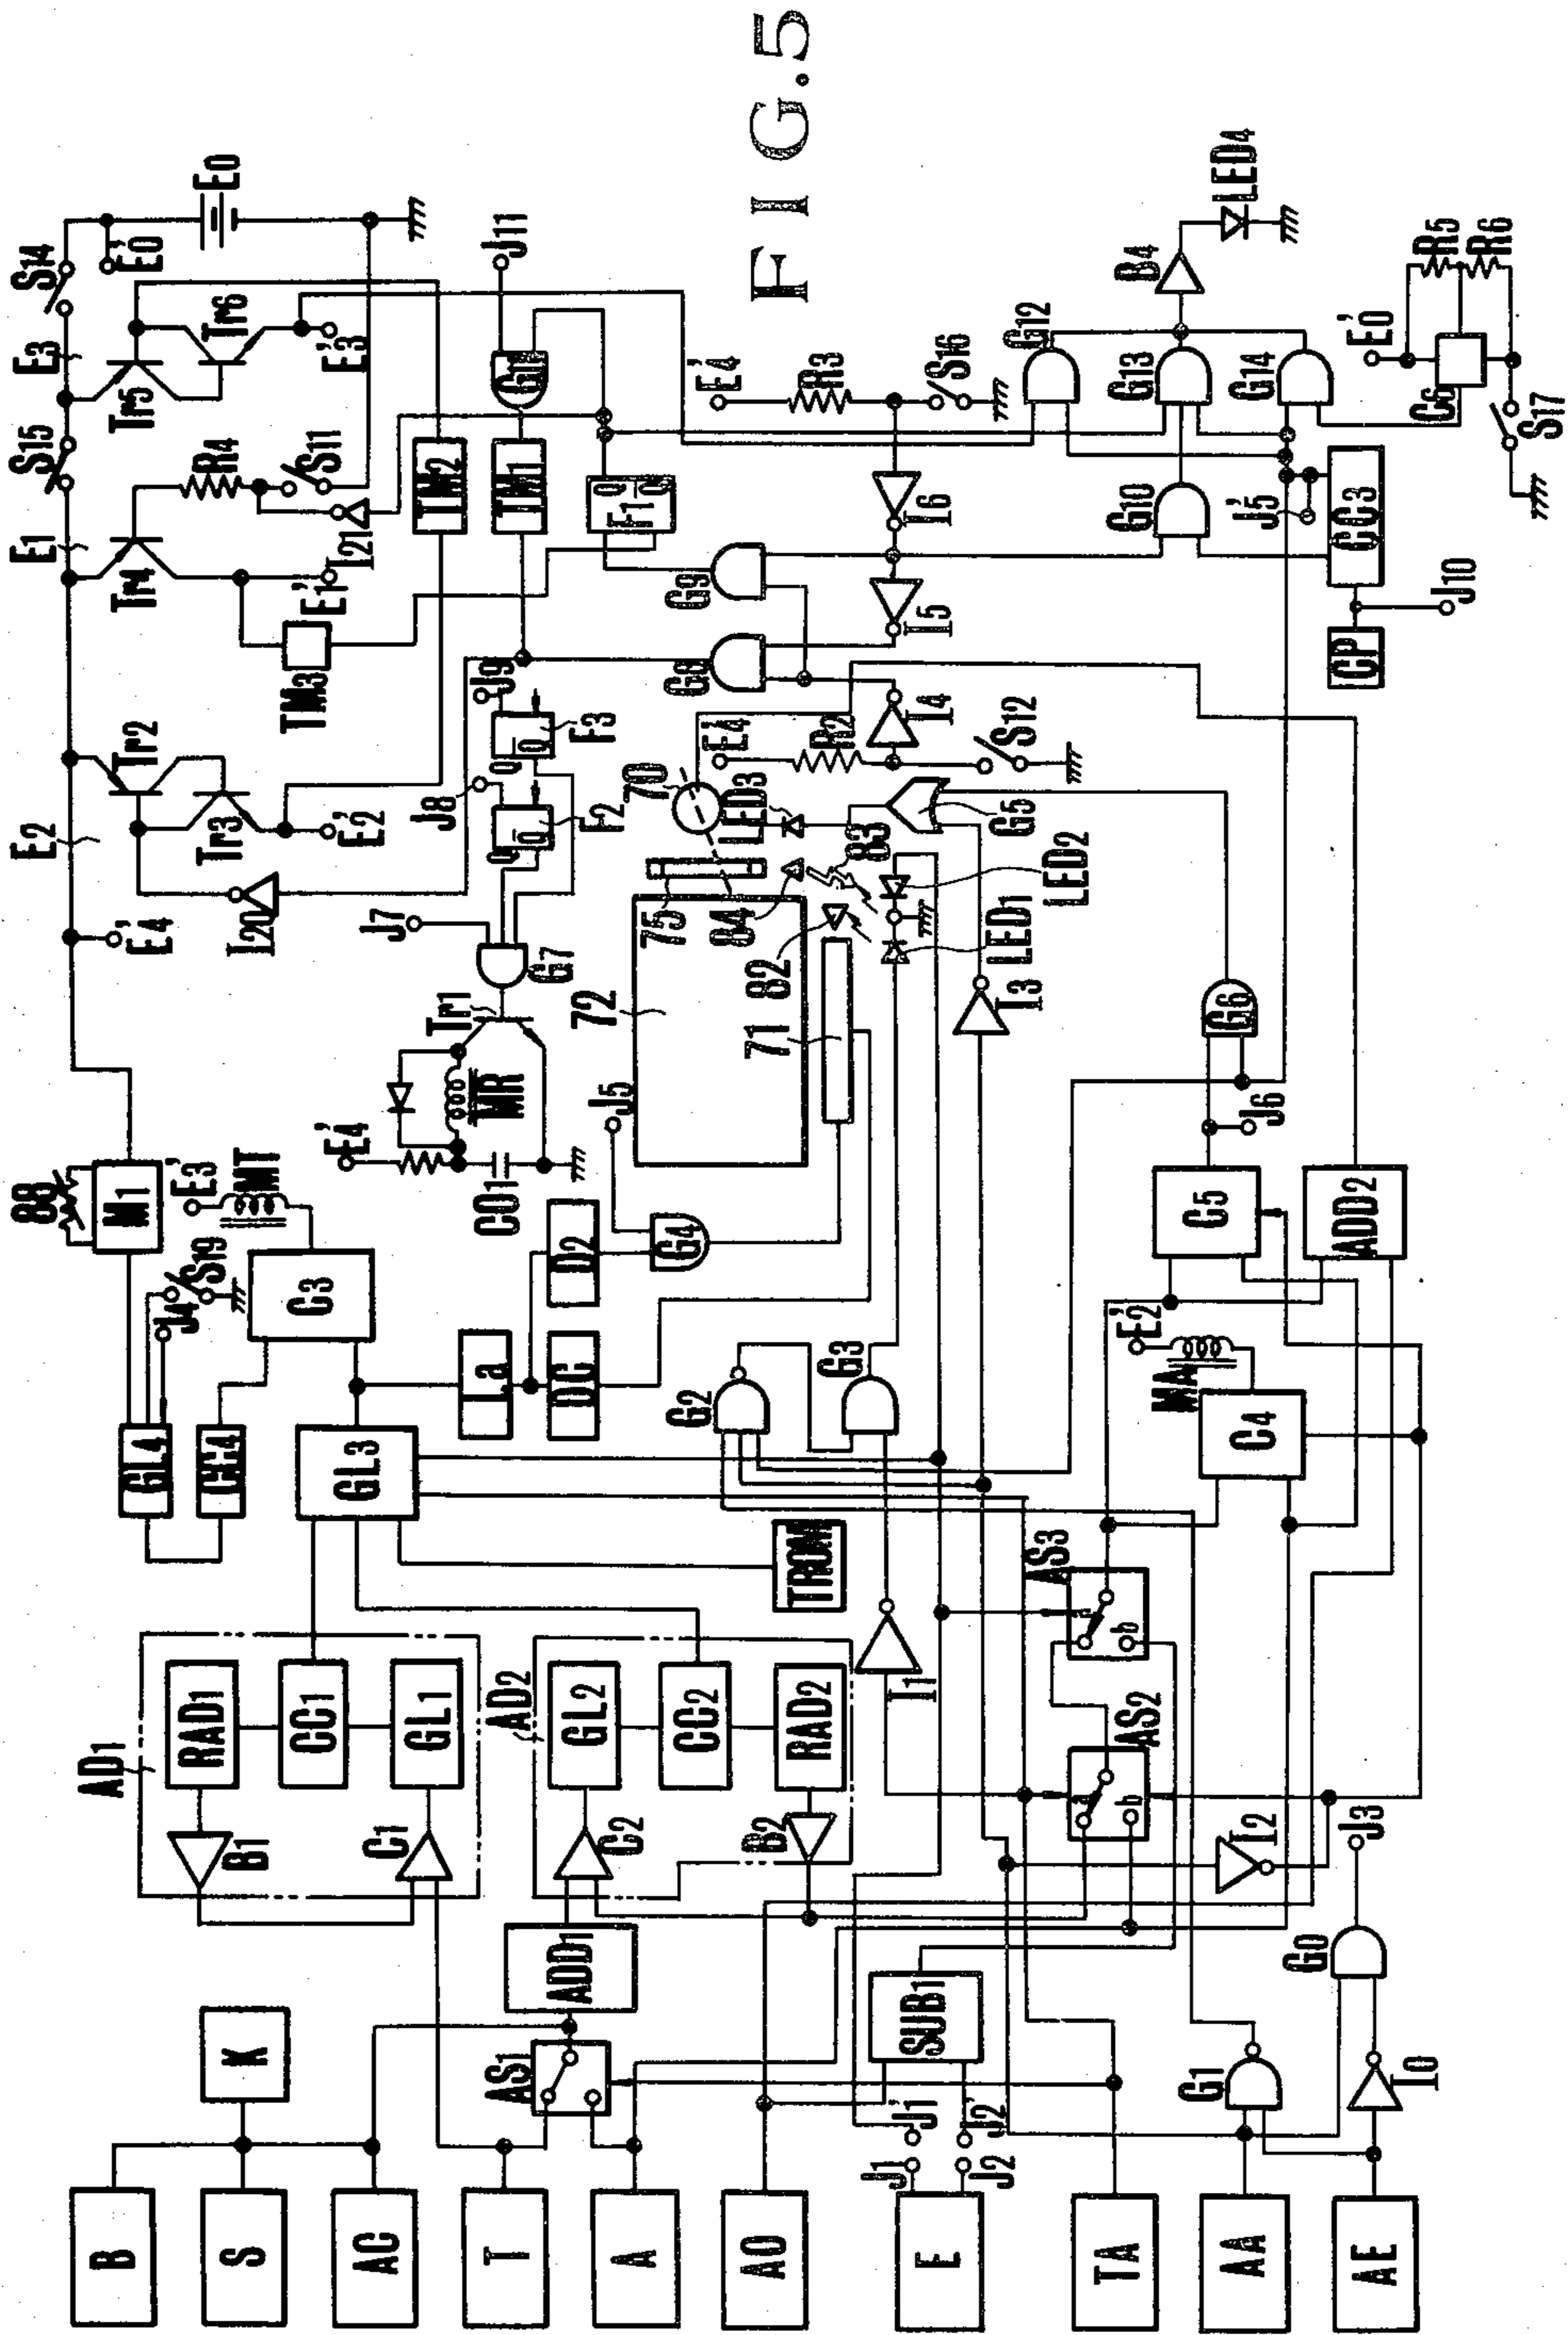 FIG.5
B
S
AC
T
A
AO
E
TA
AA
AE
K
AS1
ADD1
SUB1
J1
J1'
J2
J2'
G1
I0
G0
J3
I2
AD1
RAD1
CC1
GL1
B1
C1
AD2
GL2
CC2
RAD2
C2
B2
AS2
AS3
I1
TROM
GL3
GL4
CC4
J4
S19
88
M1
E3'
MT
C3
La
DC
D2
G4
J5
G2
G3
E2'
MA
C4
C5
ADD2
J6
G6
E4'
MR
CO1
Tr1
G7
J7
J8
J9
F2
Q
Q
F3
Q
Q
72
71
75
84
82
83
70
LED3
LED1
LED2
I3
G5
E4'
R2
I4
S12
E4'
I20
E2
Tr2
Tr3
E2'
TM3
E1
Tr4
E1'
I21
R4
S11
S15
TM2
TM1
F1
Q
Q
G8
G9
I5
I6
E3
Tr5
Tr6
E3'
S14
E0'
E0
J11
G11
E4'
R3
S16
G10
G12
G13
G14
B4
LED4
J5'
CC3
CP
J10
E0'
C6
R5
R6
S17
a
b
a
b